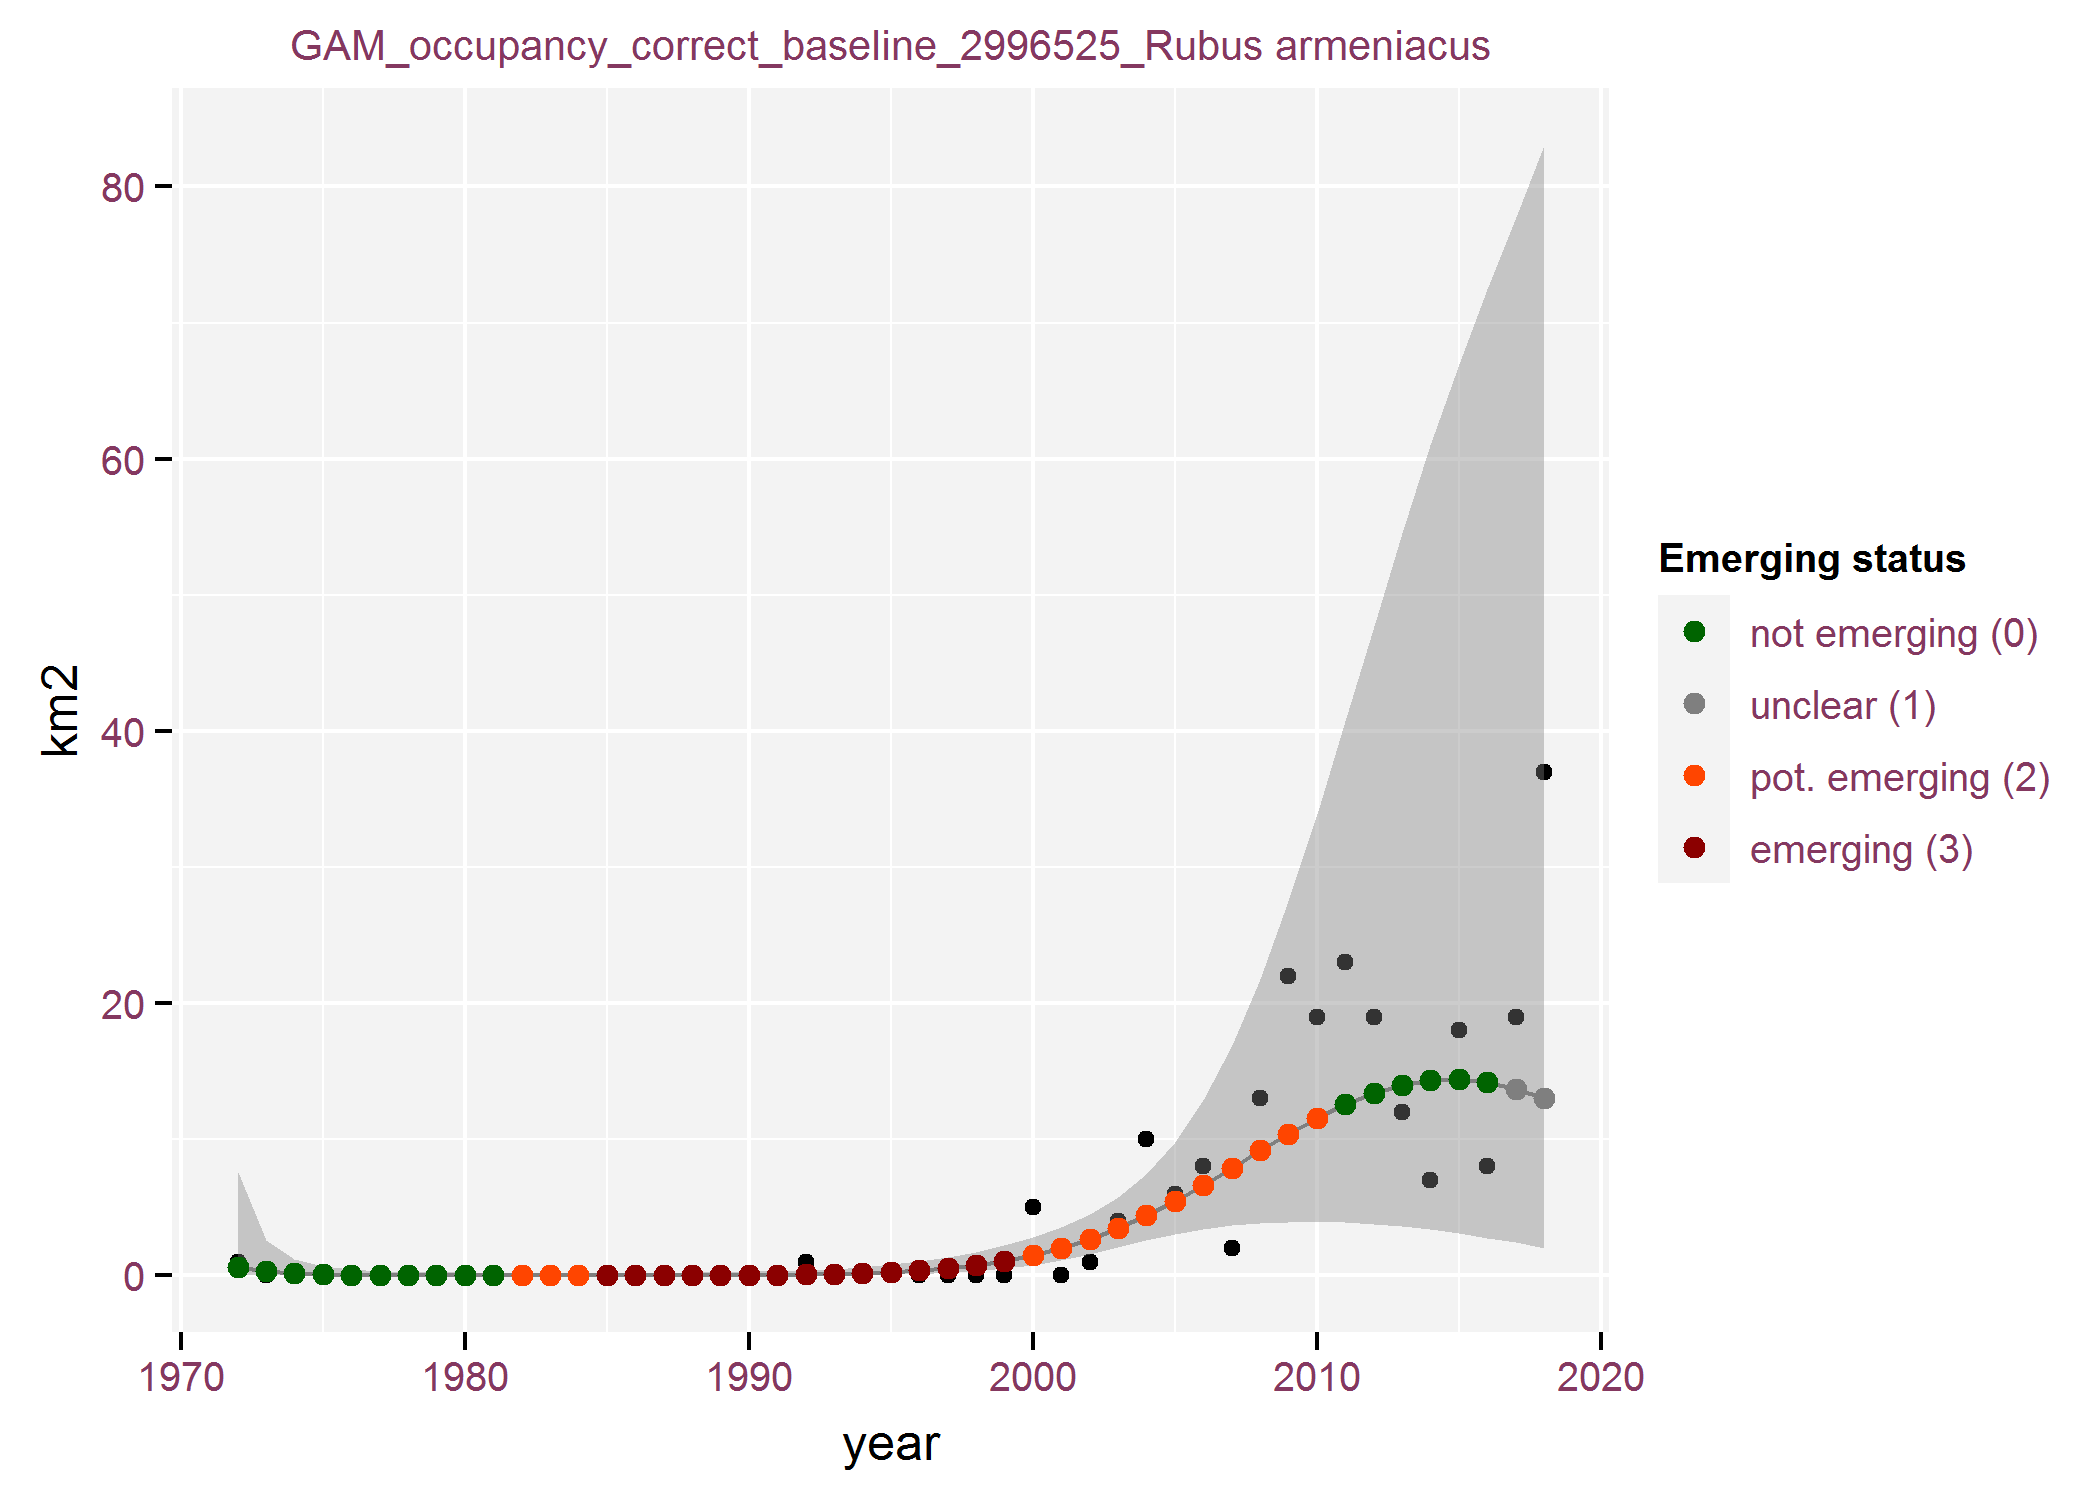 GAM_occupancy_correct_baseline_2996525_Rubus armeniacus
80
60
40
20
0
km2
1970 1980 1990 2000 2010 2020
year
Emerging status
not emerging (0)
unclear (1)
pot. emerging (2)
emerging (3)